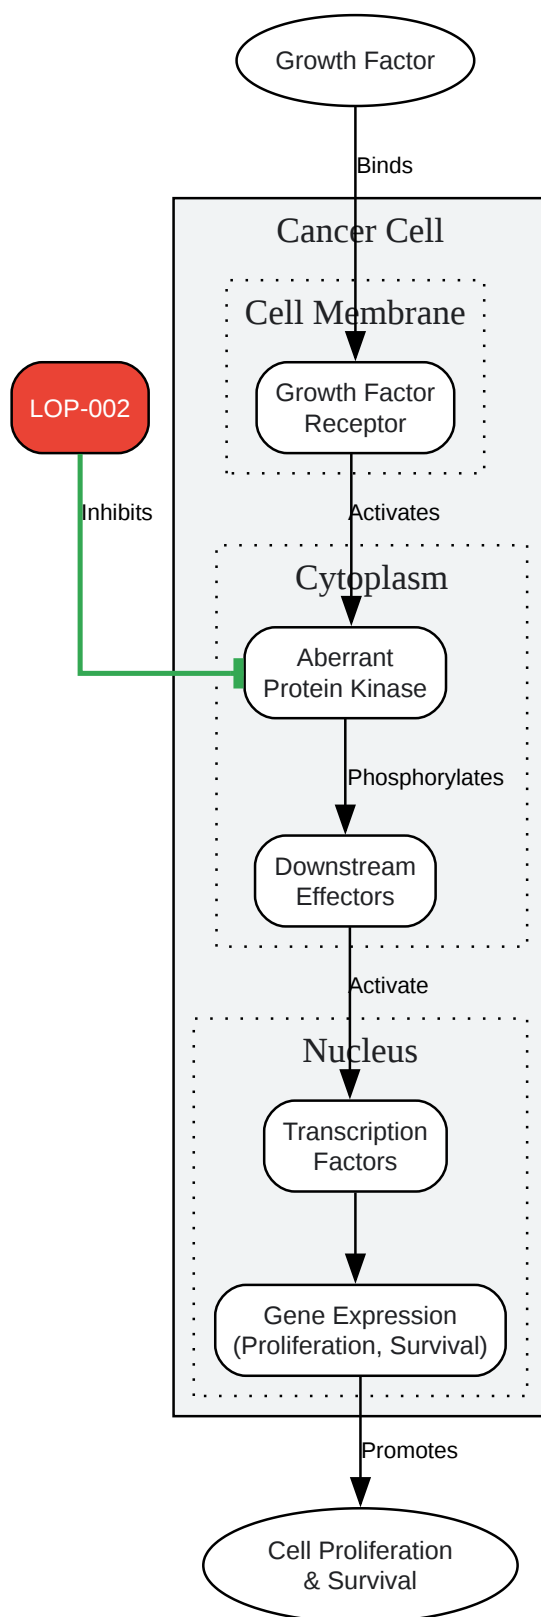 Growth Factor
Binds
Cancer Cell
Cell Membrane
Growth Factor
Receptor
LOP-002
Inhibits
Activates
Cytoplasm
Aberrant
Protein Kinase
Phosphorylates
Downstream
Effectors
Activate
Nucleus
Transcription
Factors
Gene Expression
(Proliferation, Survival)
Promotes
Cell Proliferation
& Survival